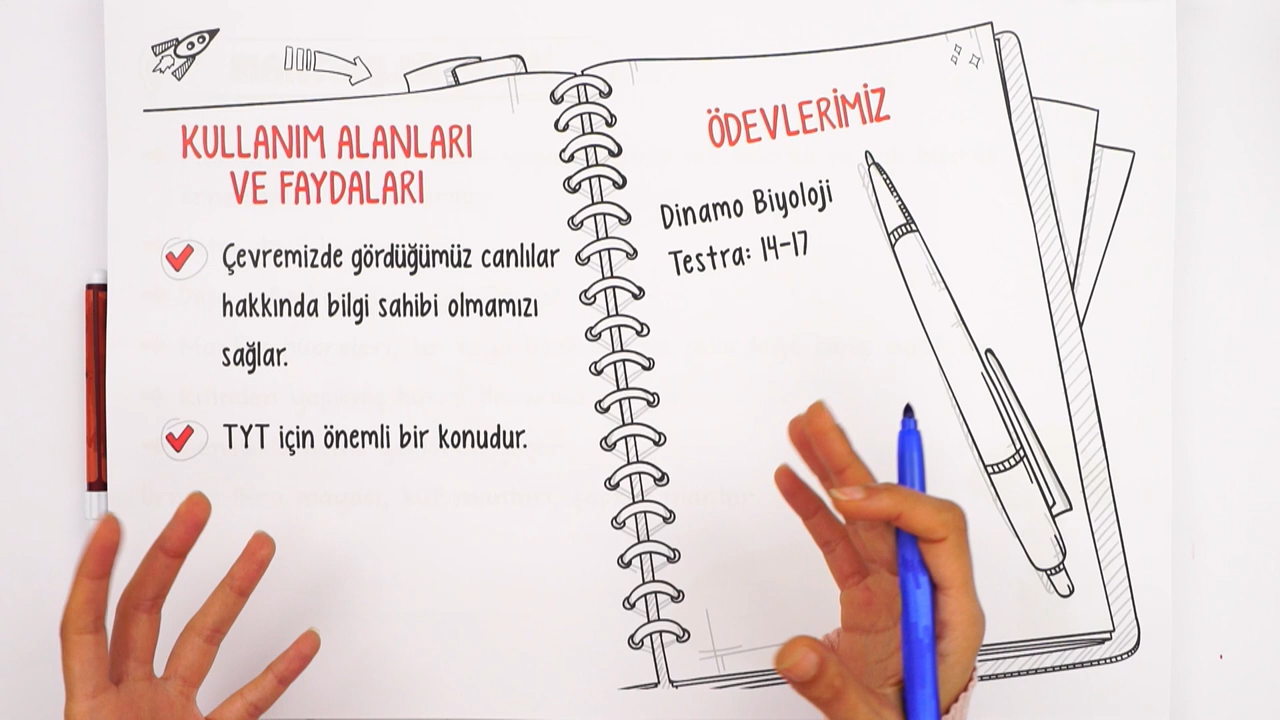 KULLANIM ALANLARI
VE FAYDALARI
Çevremizde gördüğümüz canlılar
hakkında bilgi sahibi olmamızı
sağlar.
TYT için önemli bir konudur.
ÖDEVLERİMİZ
Dinamo Biyoloji
Testra: 14-17